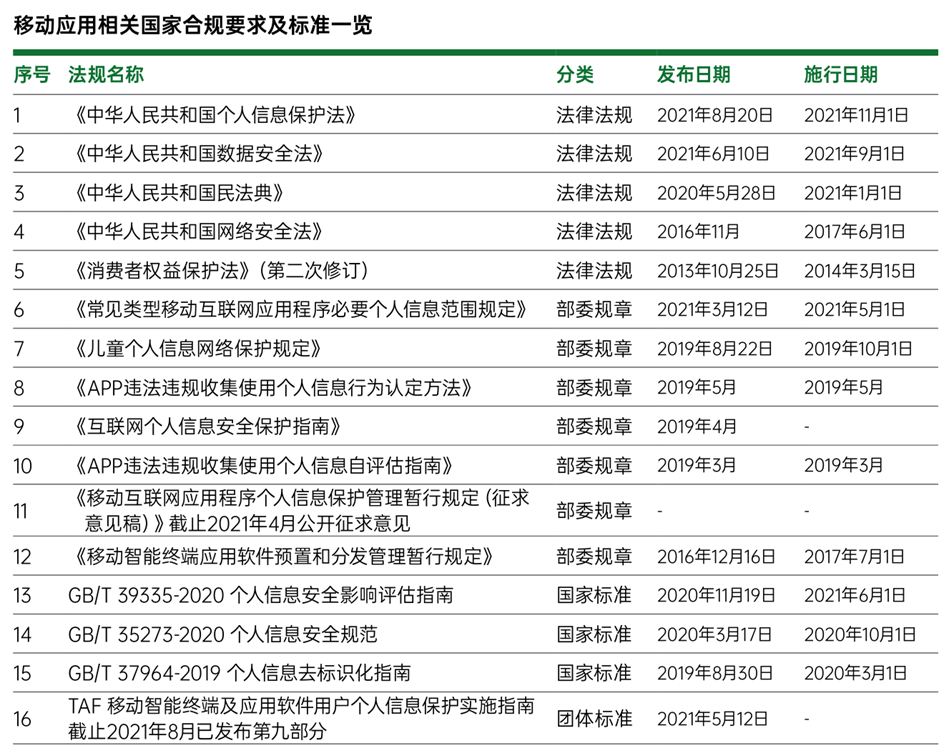 移动应用相关国家合规要求及标准一览
序号 法规名称 分类 发布日期 施行日期
1 《中华人民共和国个人信息保护法》 法律法规 2021年8月20日 2021年11月1日
2 《中华人民共和国数据安全法》 法律法规 2021年6月10日 2021年9月1日
3 《中华人民共和国民法典》 法律法规 2020年5月28日 2021年1月1日
4 《中华人民共和国网络安全法》 法律法规 2016年11月 2017年6月1日
5 《消费者权益保护法》（第二次修订） 法律法规 2013年10月25日 2014年3月15日
6 《常见类型移动互联网应用程序必要个人信息范围规定》 部委规章 2021年3月12日 2021年5月1日
7 《儿童个人信息网络保护规定》 部委规章 2019年8月22日 2019年10月1日
8 《APP违法违规收集使用个人信息行为认定方法》 部委规章 2019年5月 2019年5月
9 《互联网个人信息安全保护指南》 部委规章 2019年4月 -
10 《APP违法违规收集使用个人信息自评估指南》 部委规章 2019年3月 2019年3月
11 《移动互联网应用程序个人信息保护管理暂行规定（征求
意见稿）》截止2021年4月公开征求意见 部委规章 - -
12 《移动智能终端应用软件预置和分发管理暂行规定》 部委规章 2016年12月16日 2017年7月1日
13 GB/T 39335-2020 个人信息安全影响评估指南 国家标准 2020年11月19日 2021年6月1日
14 GB/T 35273-2020 个人信息安全规范 国家标准 2020年3月17日 2020年10月1日
15 GB/T 37964-2019 个人信息去标识化指南 国家标准 2019年8月30日 2020年3月1日
16 TAF 移动智能终端及应用软件用户个人信息保护实施指南
截止2021年8月已发布第九部分 团体标准 2021年5月12日 -